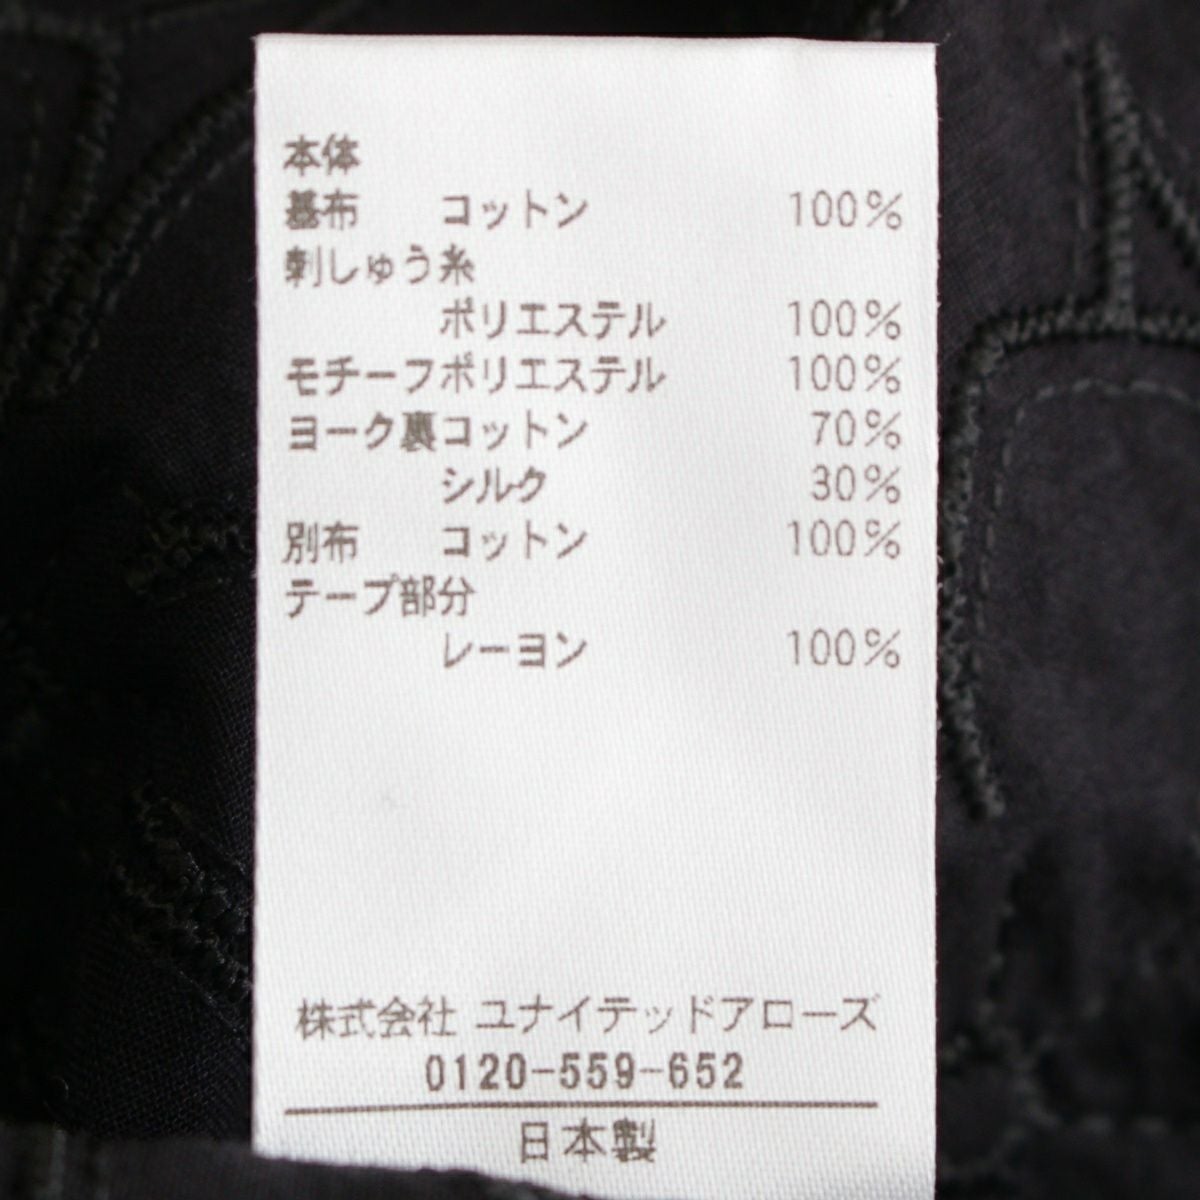 本体
基布 コットン 100%
刺しゅう糸
ポリエステル 100%
モチーフポリエステル 100%
ヨーク裏コットン 70%
シルク 30%
別布 コットン 100%
テープ部分
レーヨン 100%
株式会社 ユナイテッドアローズ
0120-559-652
日本製